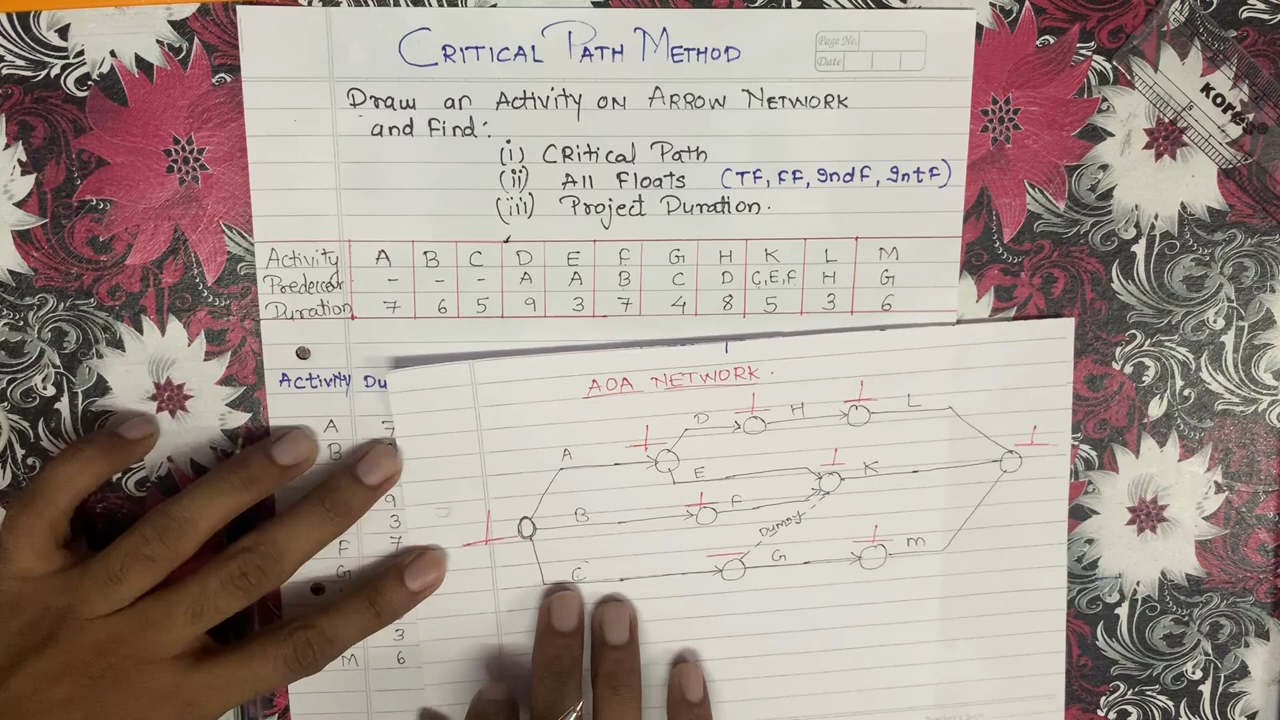 CRITICAL PATH METHOD
Page No.
Date
Draw an Activity ON ARROW NETWORK
and Find:
(i) CRitical Path
(ii) All Floats (TF, FF, IndF, IntF)
(iii) Project Duration.
Activity A B C D E F G H K L M
Predecessor - - - A A B C D C,E,F H G
Duration 7 6 5 9 3 7 4 8 5 3 6
Activity Du
A 7
B
9
3
F 7
G
3
M 6
AOA NETWORK.
D H L
A
E K
B F
Dummy
C G M
kores